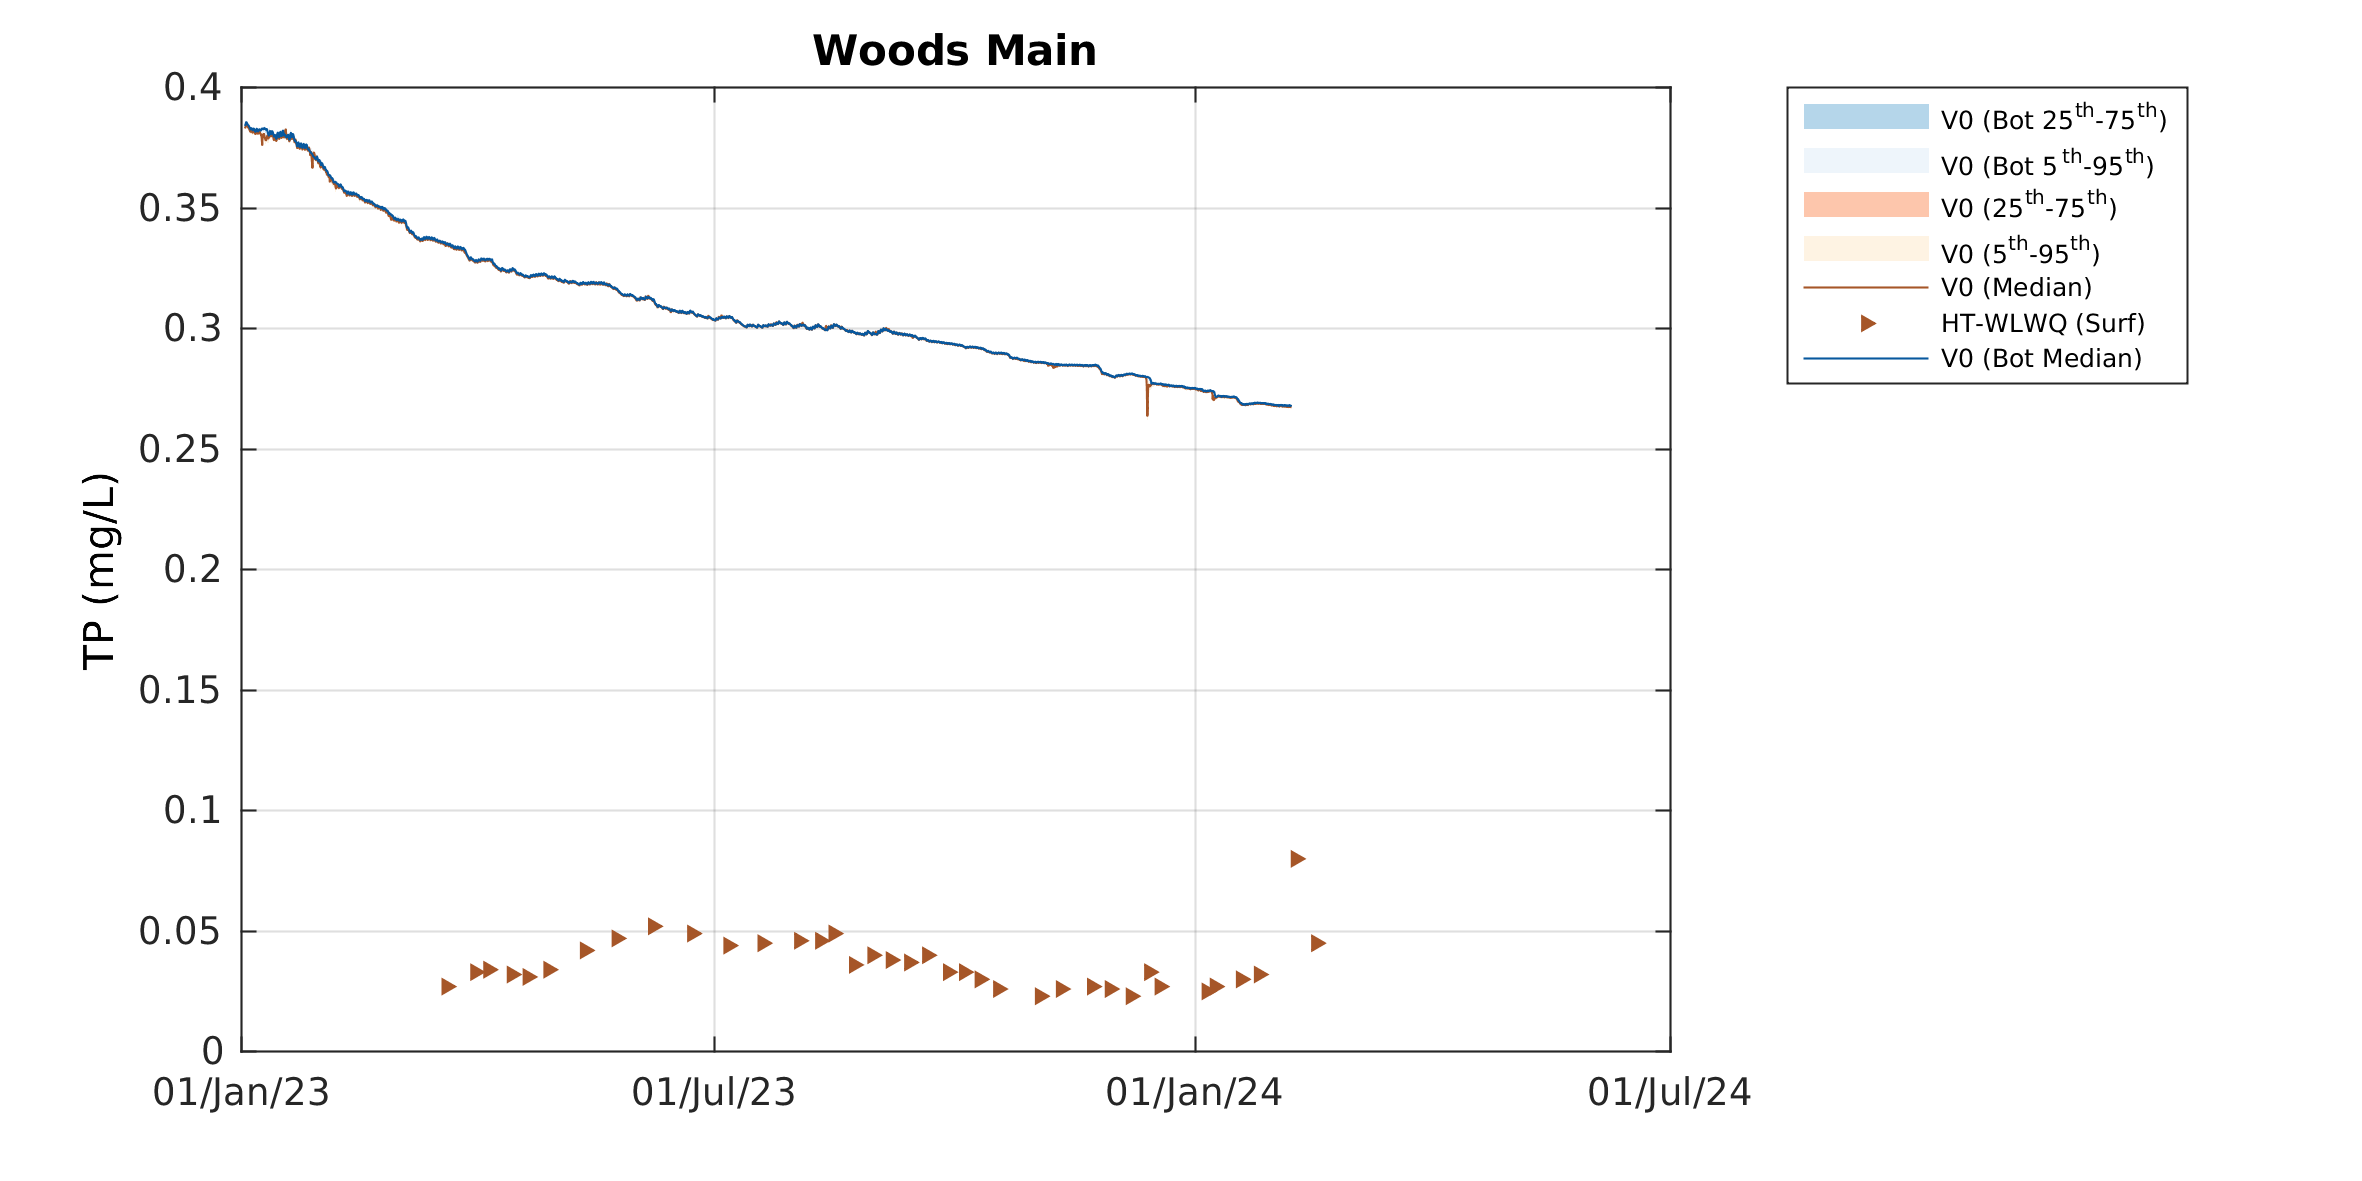 Woods Main
0.4
0.35
0.3
0.25
0.2
0.15
0.1
0.05
0
TP (mg/L)
01/Jan/23
01/Jul/23
01/Jan/24
01/Jul/24
V0 (Bot 25th-75th)
V0 (Bot 5th-95th)
V0 (25th-75th)
V0 (5th-95th)
V0 (Median)
HT-WLWQ (Surf)
V0 (Bot Median)